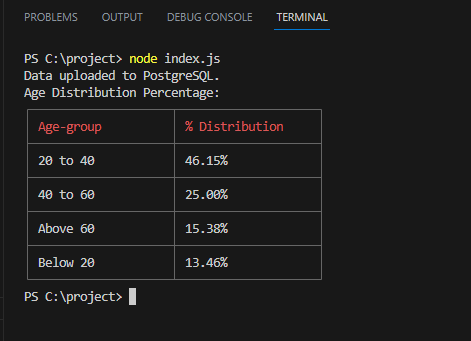 PROBLEMS OUTPUT DEBUG CONSOLE TERMINAL
PS C:\project> node index.js
Data uploaded to PostgreSQL.
Age Distribution Percentage:
Age-group % Distribution
20 to 40 46.15%
40 to 60 25.00%
Above 60 15.38%
Below 20 13.46%
PS C:\project>